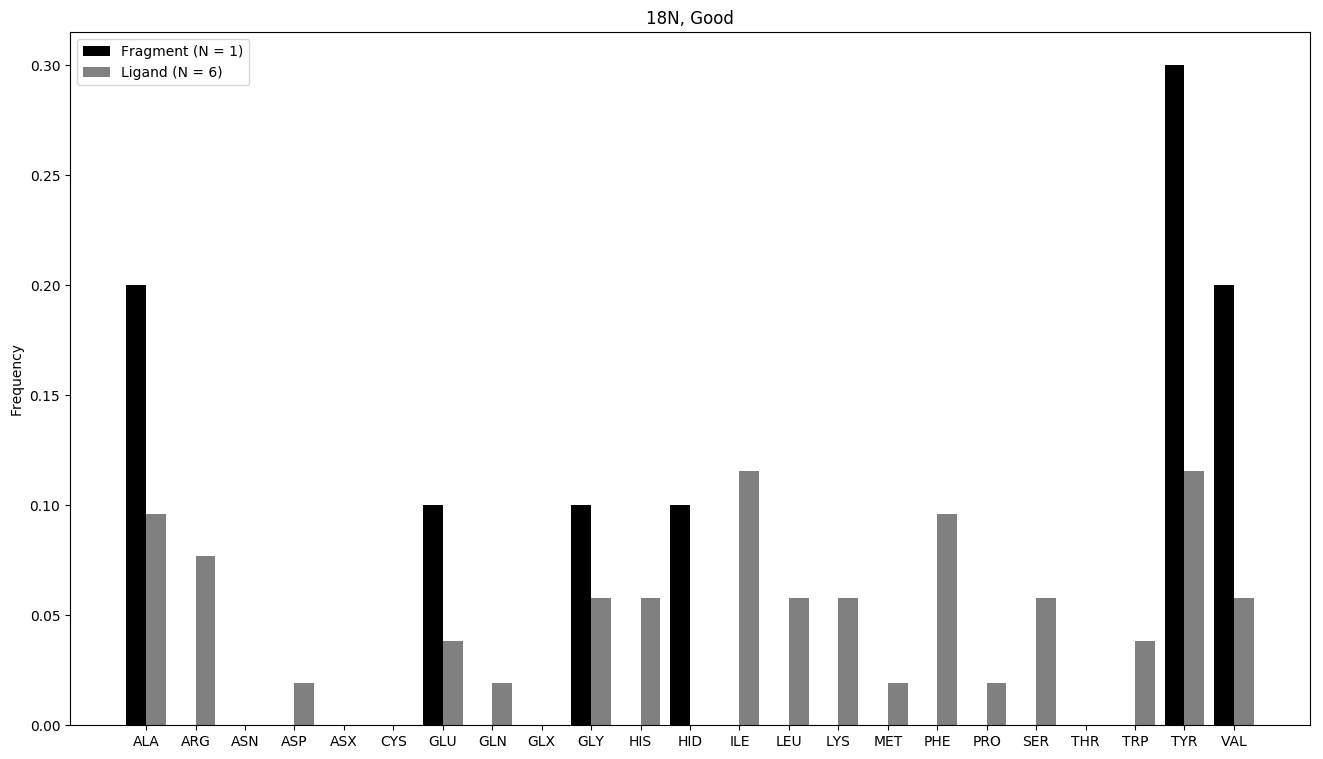 18N, Good
Fragment (N = 1)
Ligand (N = 6)
0.30
0.25
0.20
0.15
0.10
0.05
0.00
Frequency
ALA ARG ASN ASP ASX CYS GLU GLN GLX GLY HIS HID ILE LEU LYS MET PHE PRO SER THR TRP TYR VAL